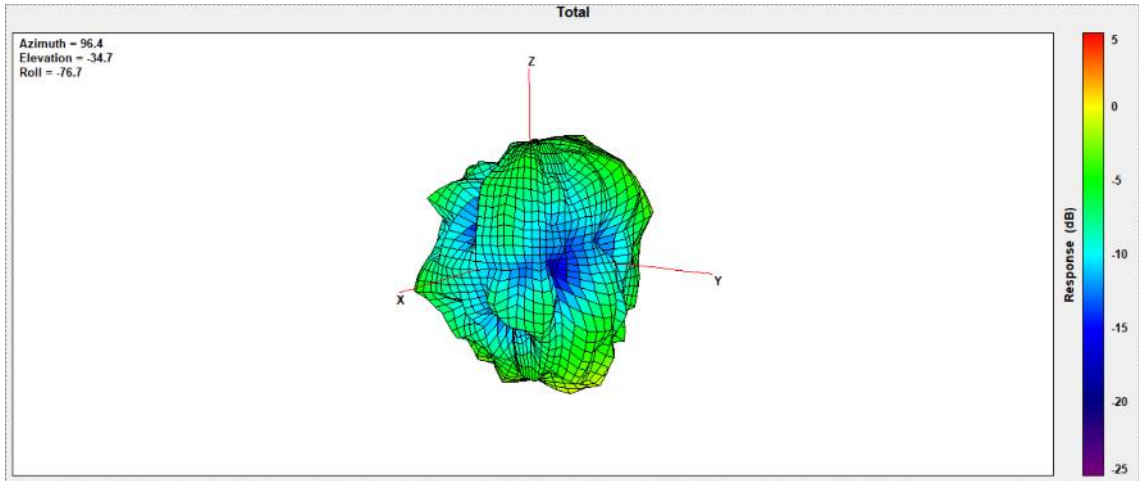 Total
Azimuth = 96.4
Elevation = -34.7
Roll = -76.7
Z
Y
X
5
0
-5
-10
-15
-20
-25
Response (dB)